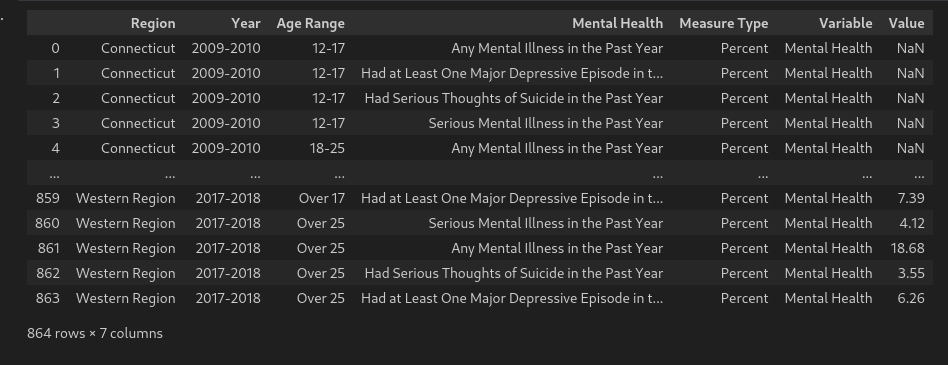 Region Year Age Range Mental Health Measure Type Variable Value
0 Connecticut 2009-2010 12-17 Any Mental Illness in the Past Year Percent Mental Health NaN
1 Connecticut 2009-2010 12-17 Had at Least One Major Depressive Episode in t... Percent Mental Health NaN
2 Connecticut 2009-2010 12-17 Had Serious Thoughts of Suicide in the Past Year Percent Mental Health NaN
3 Connecticut 2009-2010 12-17 Serious Mental Illness in the Past Year Percent Mental Health NaN
4 Connecticut 2009-2010 18-25 Any Mental Illness in the Past Year Percent Mental Health NaN
... ... ... ... ... ... ... ...
859 Western Region 2017-2018 Over 17 Had at Least One Major Depressive Episode in t... Percent Mental Health 7.39
860 Western Region 2017-2018 Over 25 Serious Mental Illness in the Past Year Percent Mental Health 4.12
861 Western Region 2017-2018 Over 25 Any Mental Illness in the Past Year Percent Mental Health 18.68
862 Western Region 2017-2018 Over 25 Had Serious Thoughts of Suicide in the Past Year Percent Mental Health 3.55
863 Western Region 2017-2018 Over 25 Had at Least One Major Depressive Episode in t... Percent Mental Health 6.26
864 rows × 7 columns